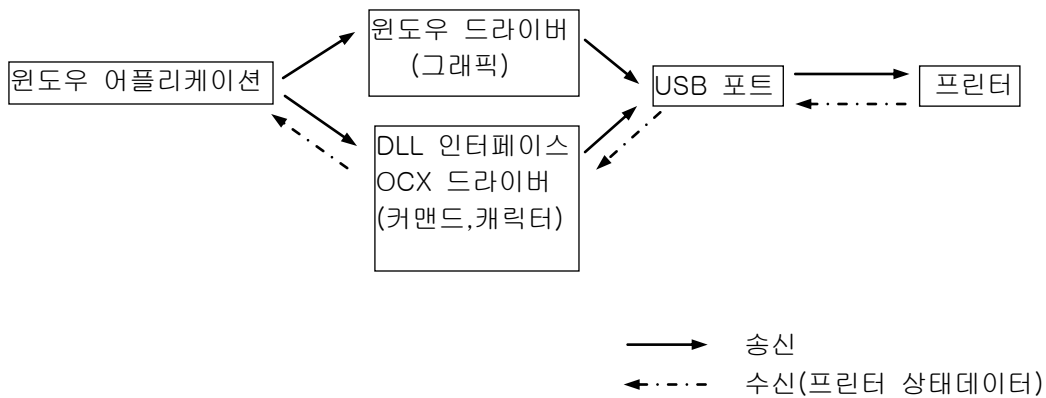 윈도우 드라이버
(그래픽)
윈도우 어플리케이션
USB 포트
프린터
DLL 인터페이스
OCX 드라이버
(커맨드,캐릭터)
송신
수신(프린터 상태데이터)